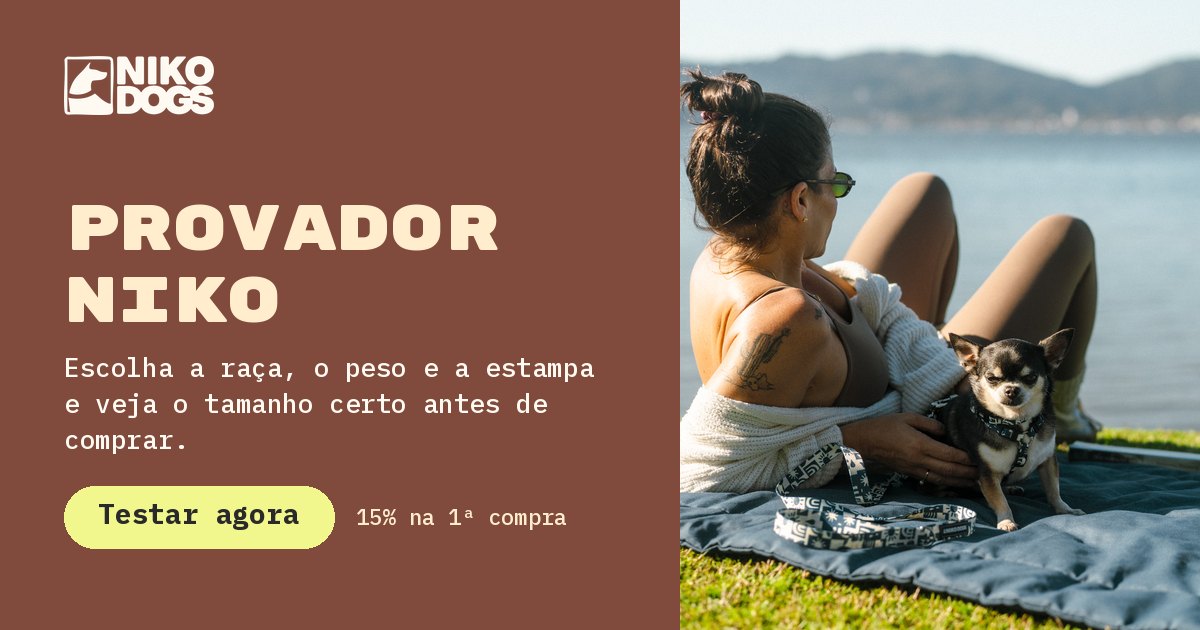 NIKO
DOGS
PROVADOR
NIKO
Escolha a raça, o peso e a estampa
e veja o tamanho certo antes de
comprar.
Testar agora
15% na 1ª compra